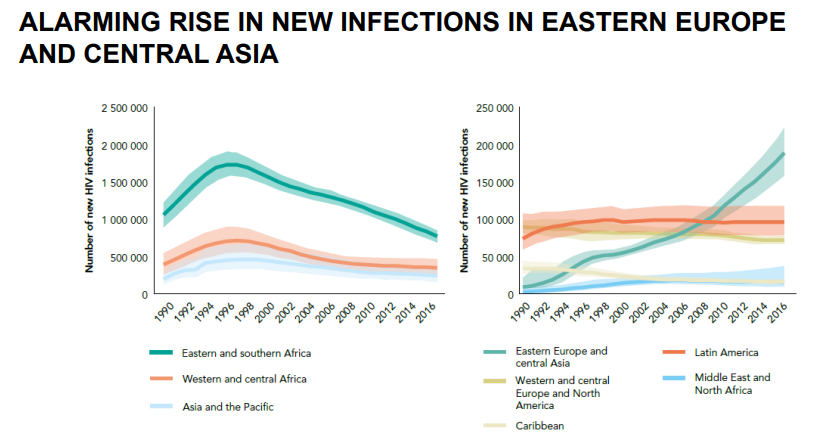 ALARMING RISE IN NEW INFECTIONS IN EASTERN EUROPE
AND CENTRAL ASIA
Number of new HIV infections
2 500 000
2 000 000
1 500 000
1 000 000
500 000
0
1990
1992
1994
1996
1998
2000
2002
2004
2006
2008
2010
2012
2014
2016
Eastern and southern Africa
Western and central Africa
Asia and the Pacific
Number of new HIV infections
250 000
200 000
150 000
100 000
50 000
0
1990
1992
1994
1996
1998
2000
2002
2004
2006
2008
2010
2012
2014
2016
Eastern Europe and
central Asia
Western and central
Europe and North
America
Caribbean
Latin America
Middle East and
North Africa